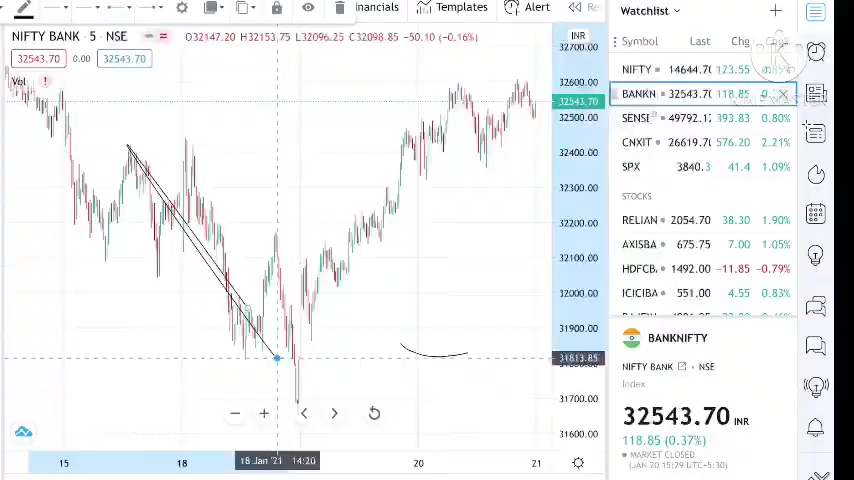 Financials Templates Alert
NIFTY BANK · 5 · NSE O32147.20 H32153.75 L32096.25 C32098.85 -50.10 (-0.16%)
INR
32543.70 0.00 32543.70
Vol !
32700.00
32600.00
32543.70
32500.00
32400.00
32300.00
32200.00
32100.00
32000.00
31900.00
31813.85
31700.00
31600.00
15 18 18 Jan '21 14:20 20 21
Watchlist
Symbol Last Chg Chg%
NIFTY 14644.70 123.55 0.85%
BANKN 32543.70 118.85
SENSE 49792.12 393.83 0.80%
CNXIT 26619.70 576.20 2.21%
SPX 3840.3 41.4 1.09%
STOCKS
RELIAN 2054.70 38.30 1.90%
AXISBA 675.75 7.00 1.05%
HDFCBA 1492.00 -11.85 -0.79%
ICICIBA 551.00 4.55 0.83%
BANKNIFTY
NIFTY BANK · NSE
Index
32543.70 INR
118.85 (0.37%)
MARKET CLOSED
(JAN 20 15:29 UTC+5:30)